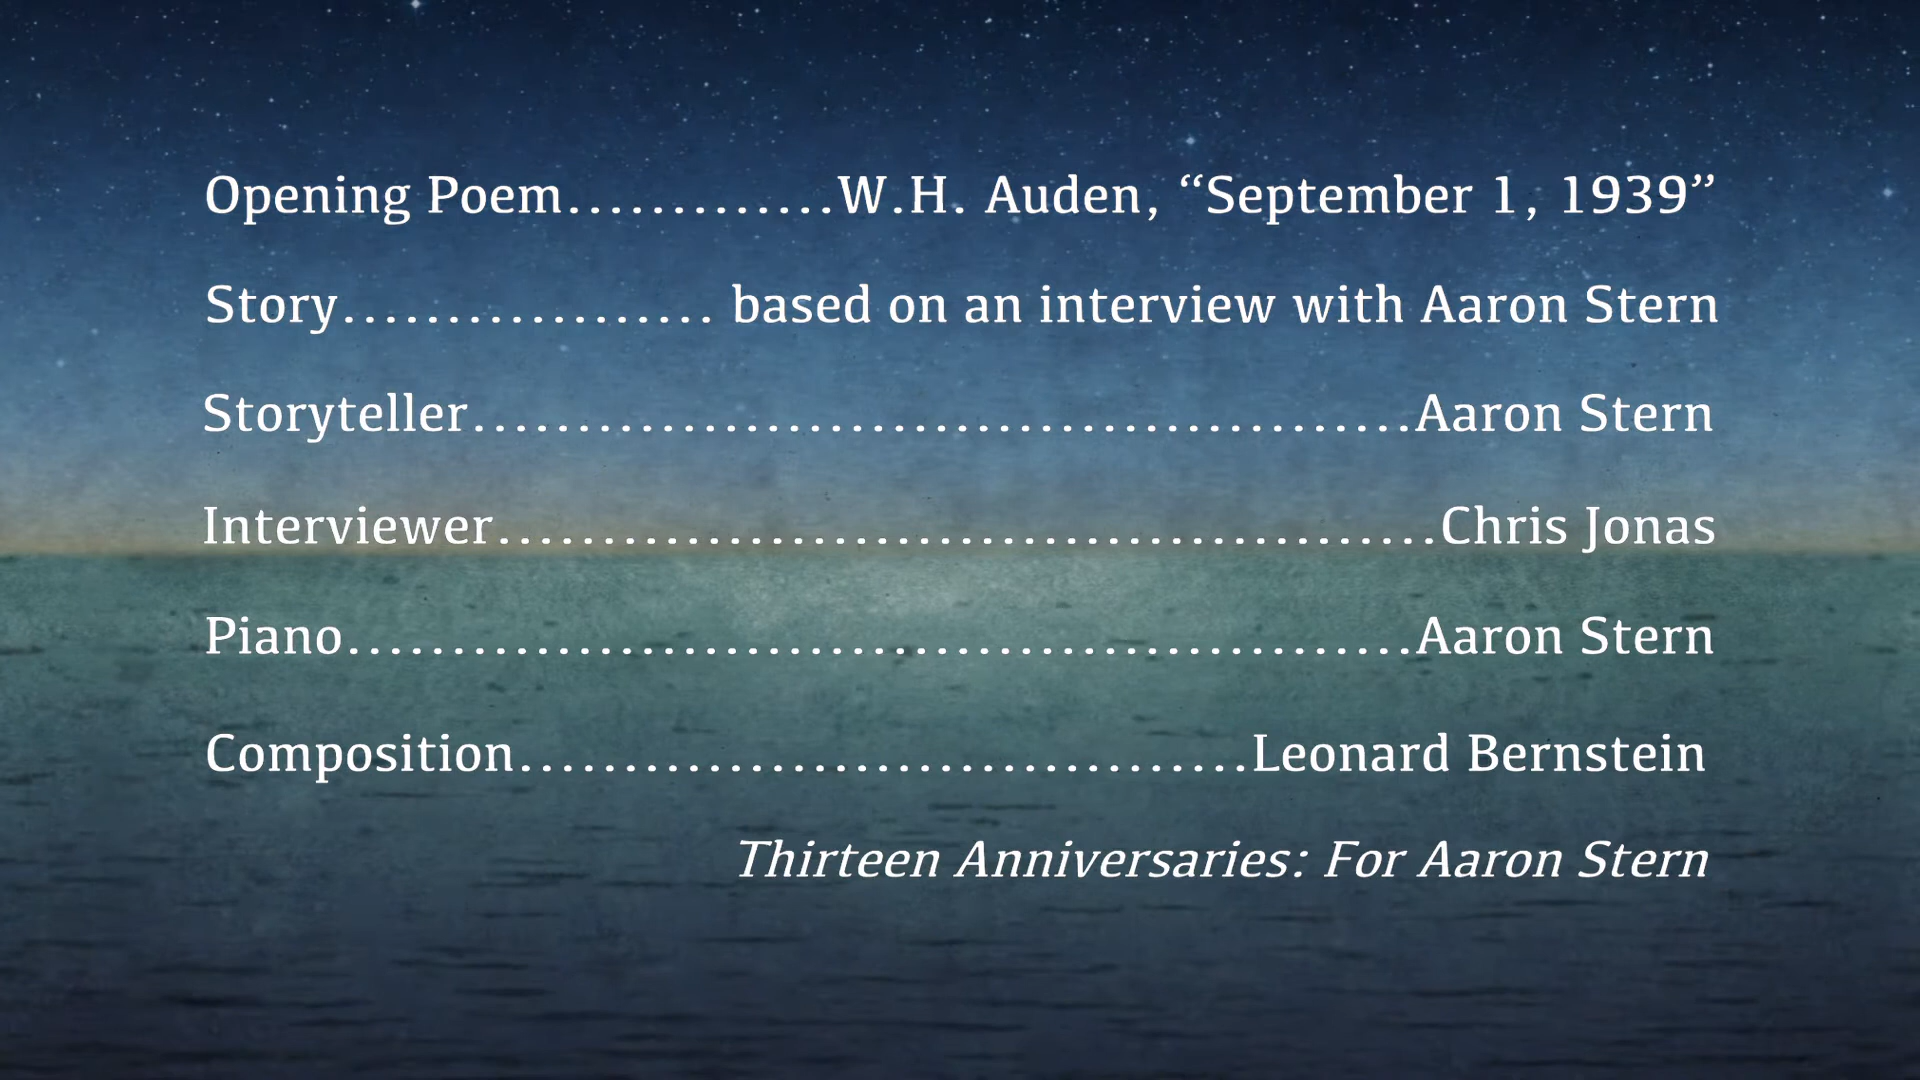 Opening Poem.............W.H. Auden, “September 1, 1939”
Story.................. based on an interview with Aaron Stern
Storyteller.............................................Aaron Stern
Interviewer.............................................Chris Jonas
Piano...................................................Aaron Stern
Composition...................................Leonard Bernstein
Thirteen Anniversaries: For Aaron Stern